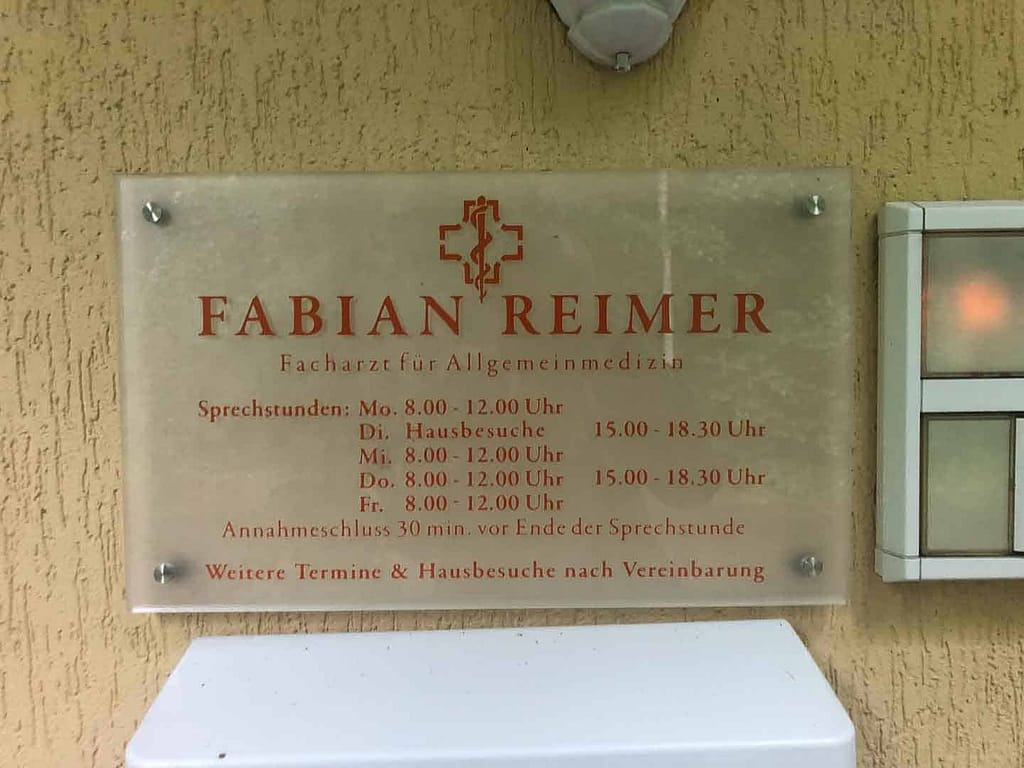 FABIAN REIMER
Facharzt für Allgemeinmedizin
Sprechstunden: Mo. 8.00 - 12.00 Uhr
Di. Hausbesuche 15.00 - 18.30 Uhr
Mi. 8.00 - 12.00 Uhr
Do. 8.00 - 12.00 Uhr 15.00 - 18.30 Uhr
Fr. 8.00 - 12.00 Uhr
Annahmeschluss 30 min. vor Ende der Sprechstunde
Weitere Termine & Hausbesuche nach Vereinbarung